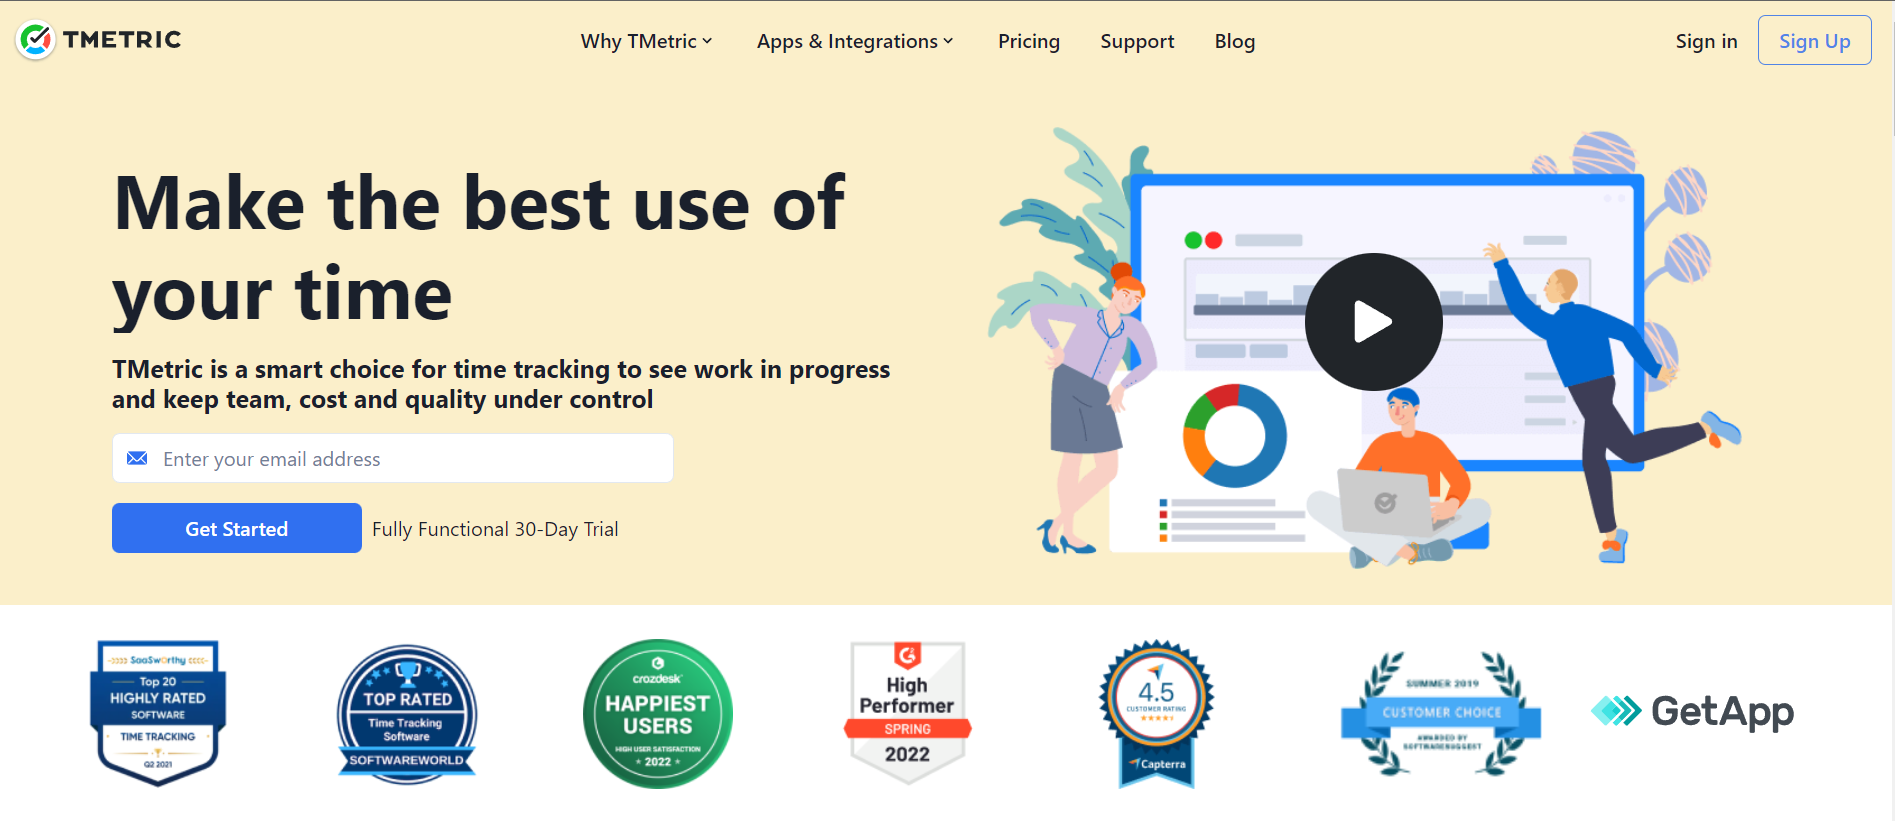 TMETRIC
Why TMetric
Apps & Integrations
Pricing
Support
Blog
Sign in
Sign Up
Make the best use of
your time
TMetric is a smart choice for time tracking to see work in progress
and keep team, cost and quality under control
Enter your email address
Get Started
Fully Functional 30-Day Trial
SaaSworthy
Top 20
HIGHLY RATED
SOFTWARE
TIME TRACKING
Q2 2021
TOP RATED
Time Tracking
Software
SOFTWAREWORLD
crozdesk
HAPPIEST
USERS
HIGH USER SATISFACTION
2022
High
Performer
SPRING
2022
4.5
CUSTOMER RATING
Capterra
SUMMER 2019
CUSTOMER CHOICE
AWARDED BY
SOFTWARESUGGEST
GetApp